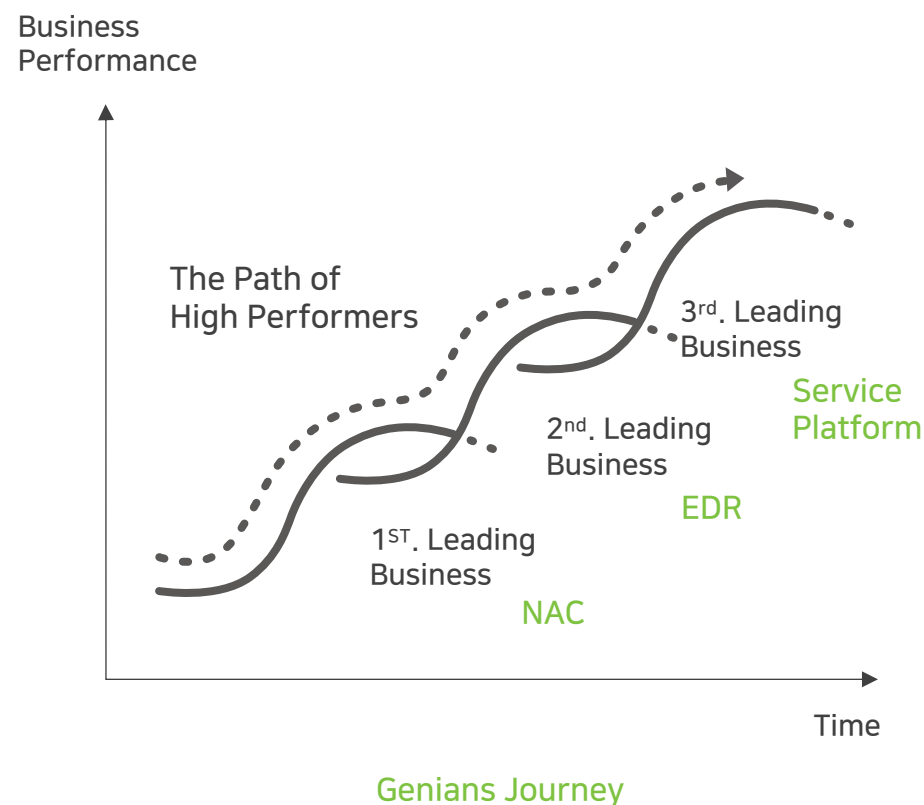 Business
Performance
The Path of
High Performers
3rd. Leading
Business
Service
Platform
2nd. Leading
Business
EDR
1ST. Leading
Business
NAC
Time
Genians Journey